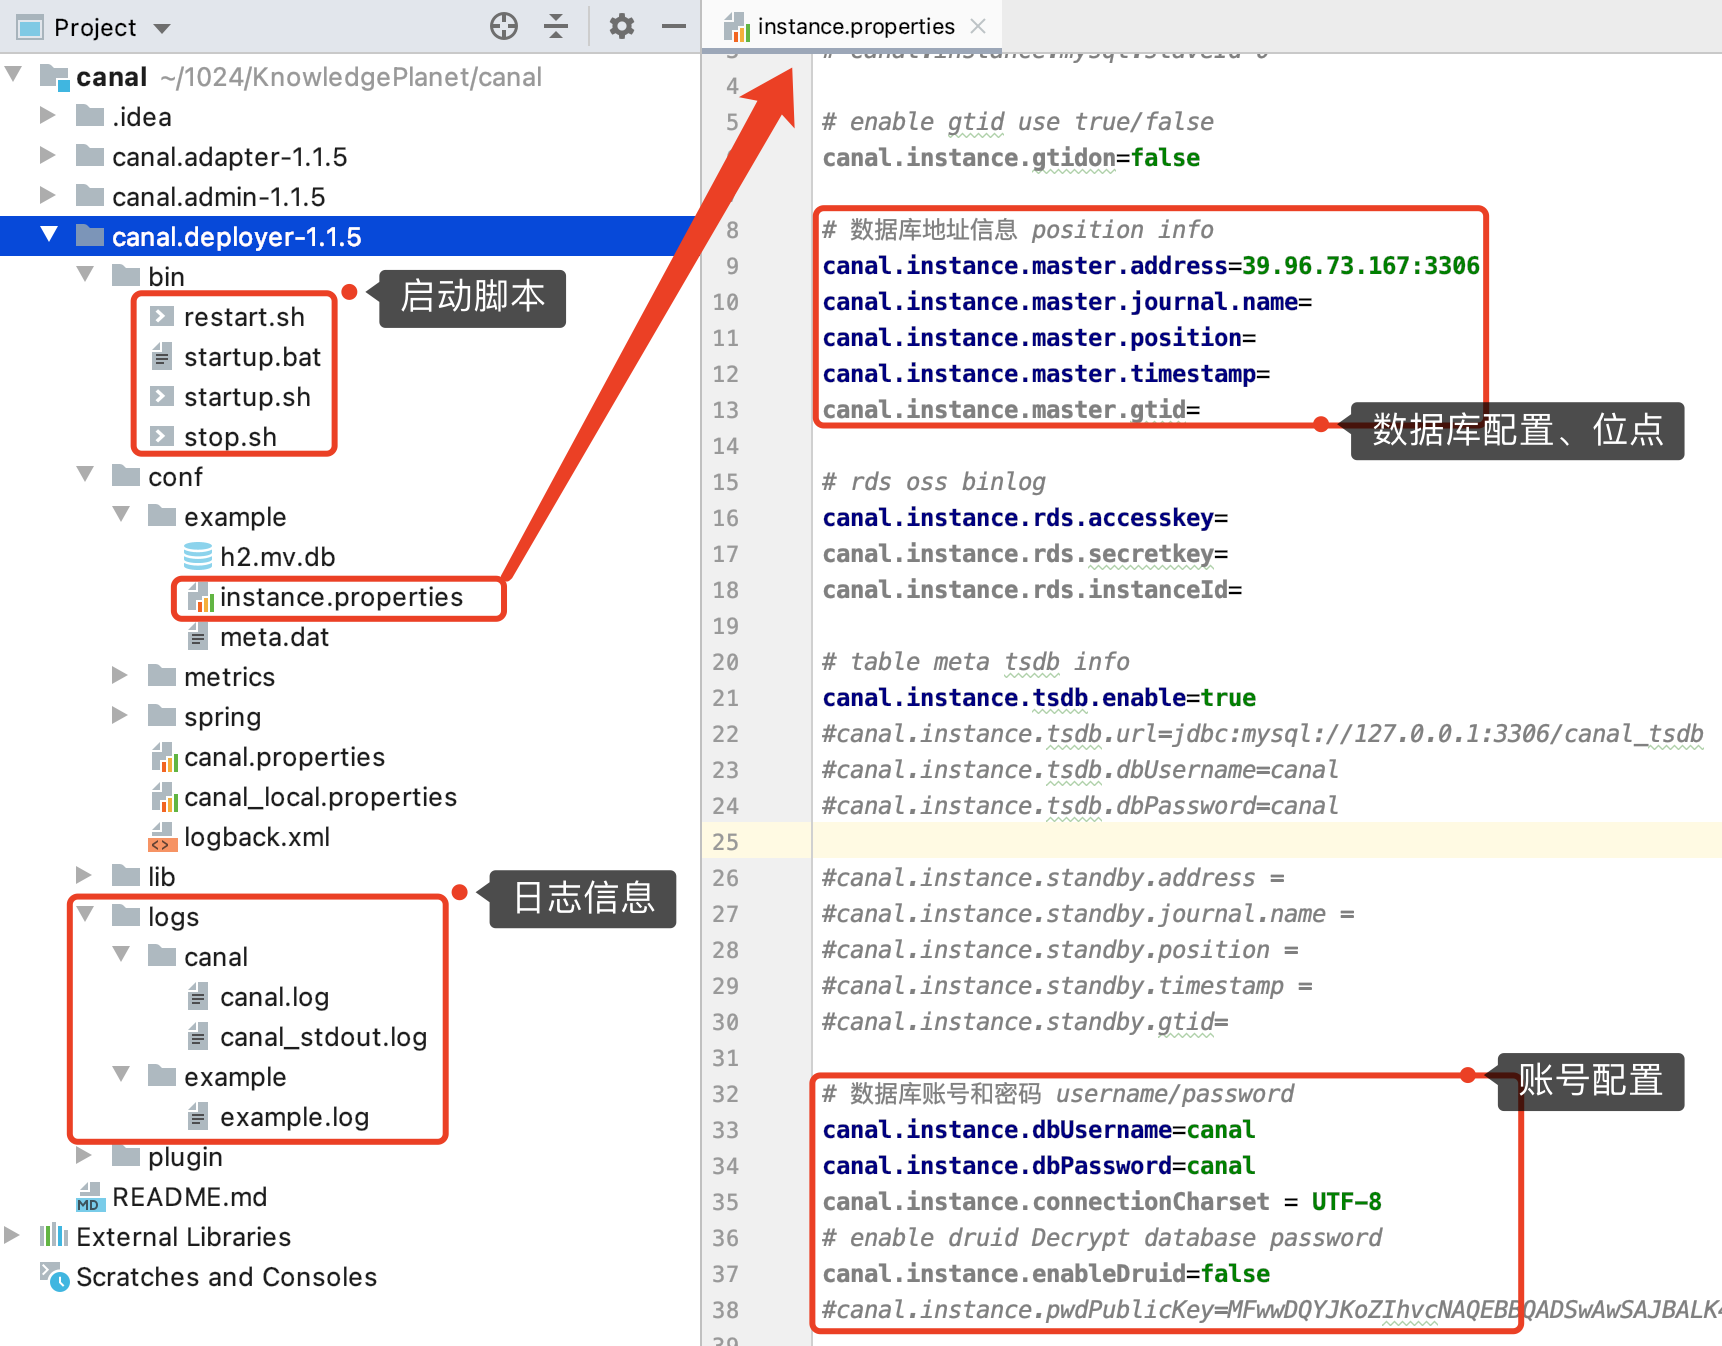 Project
canal ~/1024/KnowledgePlanet/canal
.idea
canal.adapter-1.1.5
canal.admin-1.1.5
canal.deployer-1.1.5
bin
启动脚本
restart.sh
startup.bat
startup.sh
stop.sh
conf
example
h2.mv.db
instance.properties
meta.dat
metrics
spring
canal.properties
canal_local.properties
logback.xml
lib
日志信息
logs
canal
canal.log
canal_stdout.log
example
example.log
plugin
README.md
External Libraries
Scratches and Consoles
instance.properties
4
5 # enable gtid use true/false
canal.instance.gtidon=false
8 # 数据库地址信息 position info
9 canal.instance.master.address=39.96.73.167:3306
10 canal.instance.master.journal.name=
11 canal.instance.master.position=
12 canal.instance.master.timestamp=
13 canal.instance.master.gtid=
数据库配置、位点
14
15 # rds oss binlog
16 canal.instance.rds.accesskey=
17 canal.instance.rds.secretkey=
18 canal.instance.rds.instanceId=
19
20 # table meta tsdb info
21 canal.instance.tsdb.enable=true
22 #canal.instance.tsdb.url=jdbc:mysql://127.0.0.1:3306/canal_tsdb
23 #canal.instance.tsdb.dbUsername=canal
24 #canal.instance.tsdb.dbPassword=canal
25
26 #canal.instance.standby.address =
27 #canal.instance.standby.journal.name =
28 #canal.instance.standby.position =
29 #canal.instance.standby.timestamp =
30 #canal.instance.standby.gtid=
31
账号配置
32 # 数据库账号和密码 username/password
33 canal.instance.dbUsername=canal
34 canal.instance.dbPassword=canal
35 canal.instance.connectionCharset = UTF-8
36 # enable druid Decrypt database password
37 canal.instance.enableDruid=false
38 #canal.instance.pwdPublicKey=MFwwDQYJKoZIhvcNAQEBBQADSwAwSAJBALK4